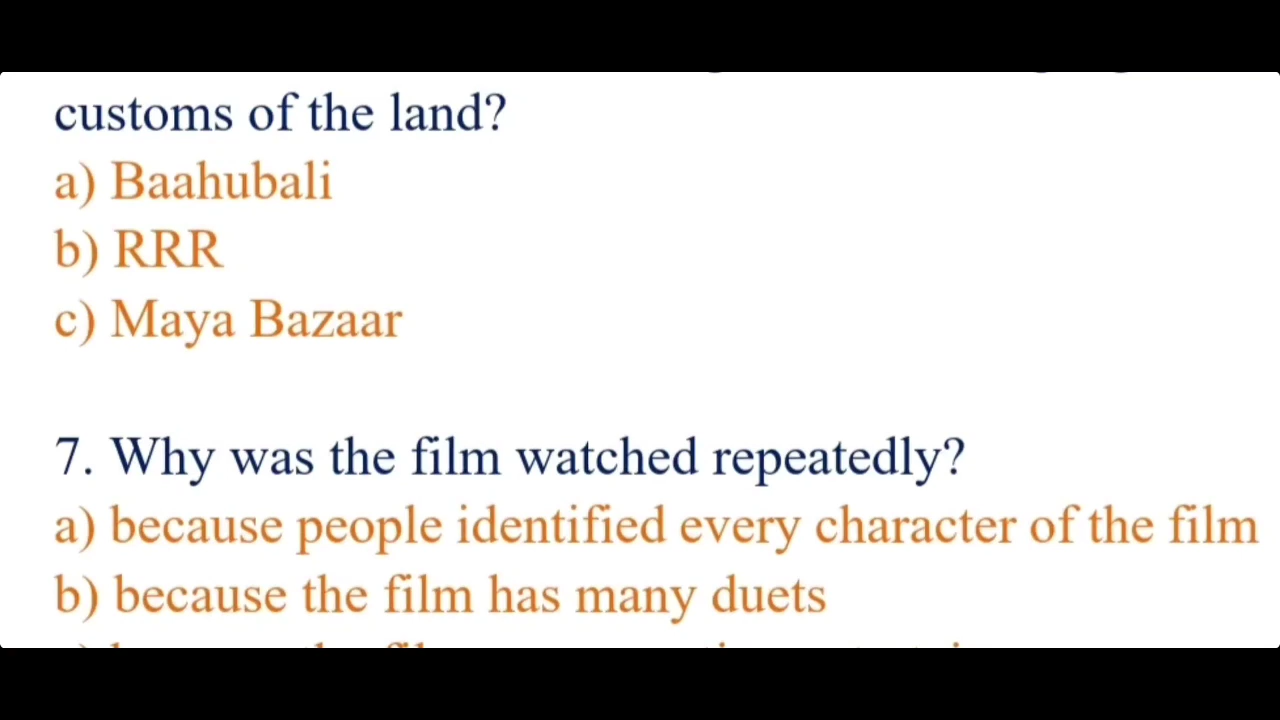 customs of the land?
a) Baahubali
b) RRR
c) Maya Bazaar
7. Why was the film watched repeatedly?
a) because people identified every character of the film
b) because the film has many duets